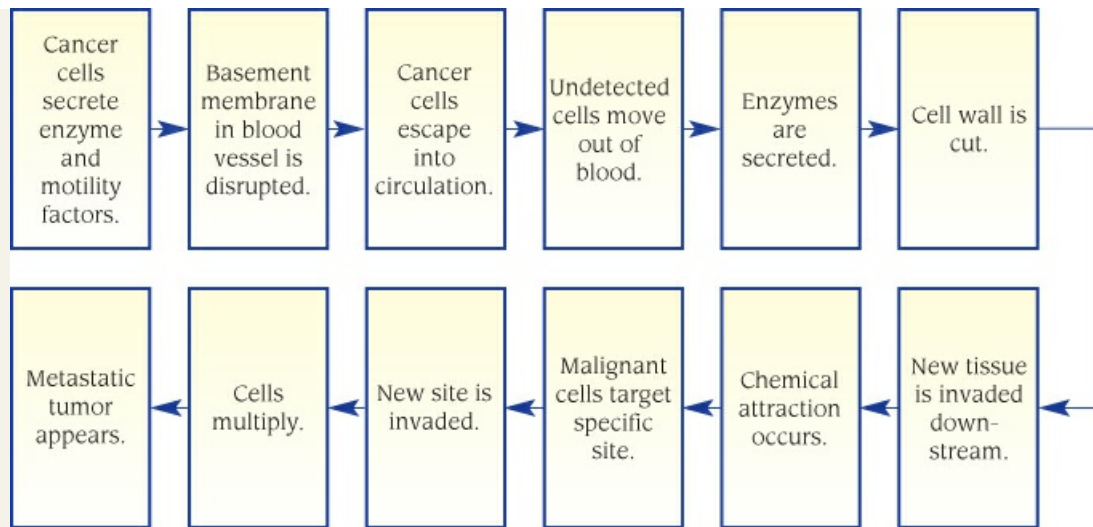 Cancer
cells
secrete
enzyme
and
motility
factors.
Basement
membrane
in blood
vessel is
disrupted.
Cancer
cells
escape
into
circulation.
Undetected
cells move
out of
blood.
Enzymes
are
secreted.
Cell wall is
cut.
New tissue
is invaded
down-
stream.
Chemical
attraction
occurs.
Malignant
cells target
specific
site.
New site is
invaded.
Cells
multiply.
Metastatic
tumor
appears.